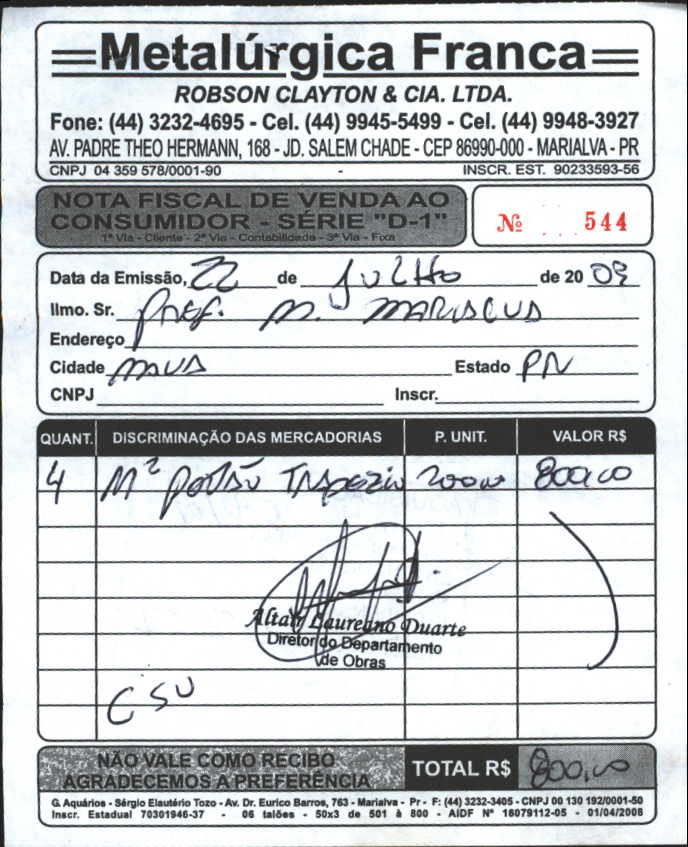 Metalúrgica Franca
ROBSON CLAYTON & CIA. LTDA.
Fone: (44) 3232-4695 - Cel. (44) 9945-5499 - Cel. (44) 9948-3927
AV. PADRE THEO HERMANN, 168 - JD. SALEM CHADE - CEP 86990-000 - MARIALVA - PR
CNPJ 04 359 578/0001-90 - INSCR. EST. 90233593-56
NOTA FISCAL DE VENDA AO
CONSUMIDOR - SÉRIE "D-1"
1ª Via - Cliente - 2ª Via - Contabilidade - 3ª Via - Fixa
Nº 544
Data da Emissão, 22 de JULHO de 20 09
Ilmo. Sr. PREF. M.
Endereço
Cidade Estado PR
CNPJ Inscr.
QUANT. DISCRIMINAÇÃO DAS MERCADORIAS P. UNIT. VALOR R$
4 M² portão TRAPEZIO 200,00 800,00
Altair Laureano Duarte
Diretor do Departamento
de Obras
CSU
NÃO VALE COMO RECIBO
AGRADECEMOS A PREFERÊNCIA
TOTAL R$ 800,00
G. Aquários - Sérgio Elautério Tozo - Av. Dr. Eurico Barros, 763 - Marialva - Pr - F: (44) 3232-3405 - CNPJ 00 130 192/0001-50
Inscr. Estadual 70301946-37 - 06 talões - 50x3 de 501 à 800 - AIDF Nº 16079112-05 - 01/04/2008